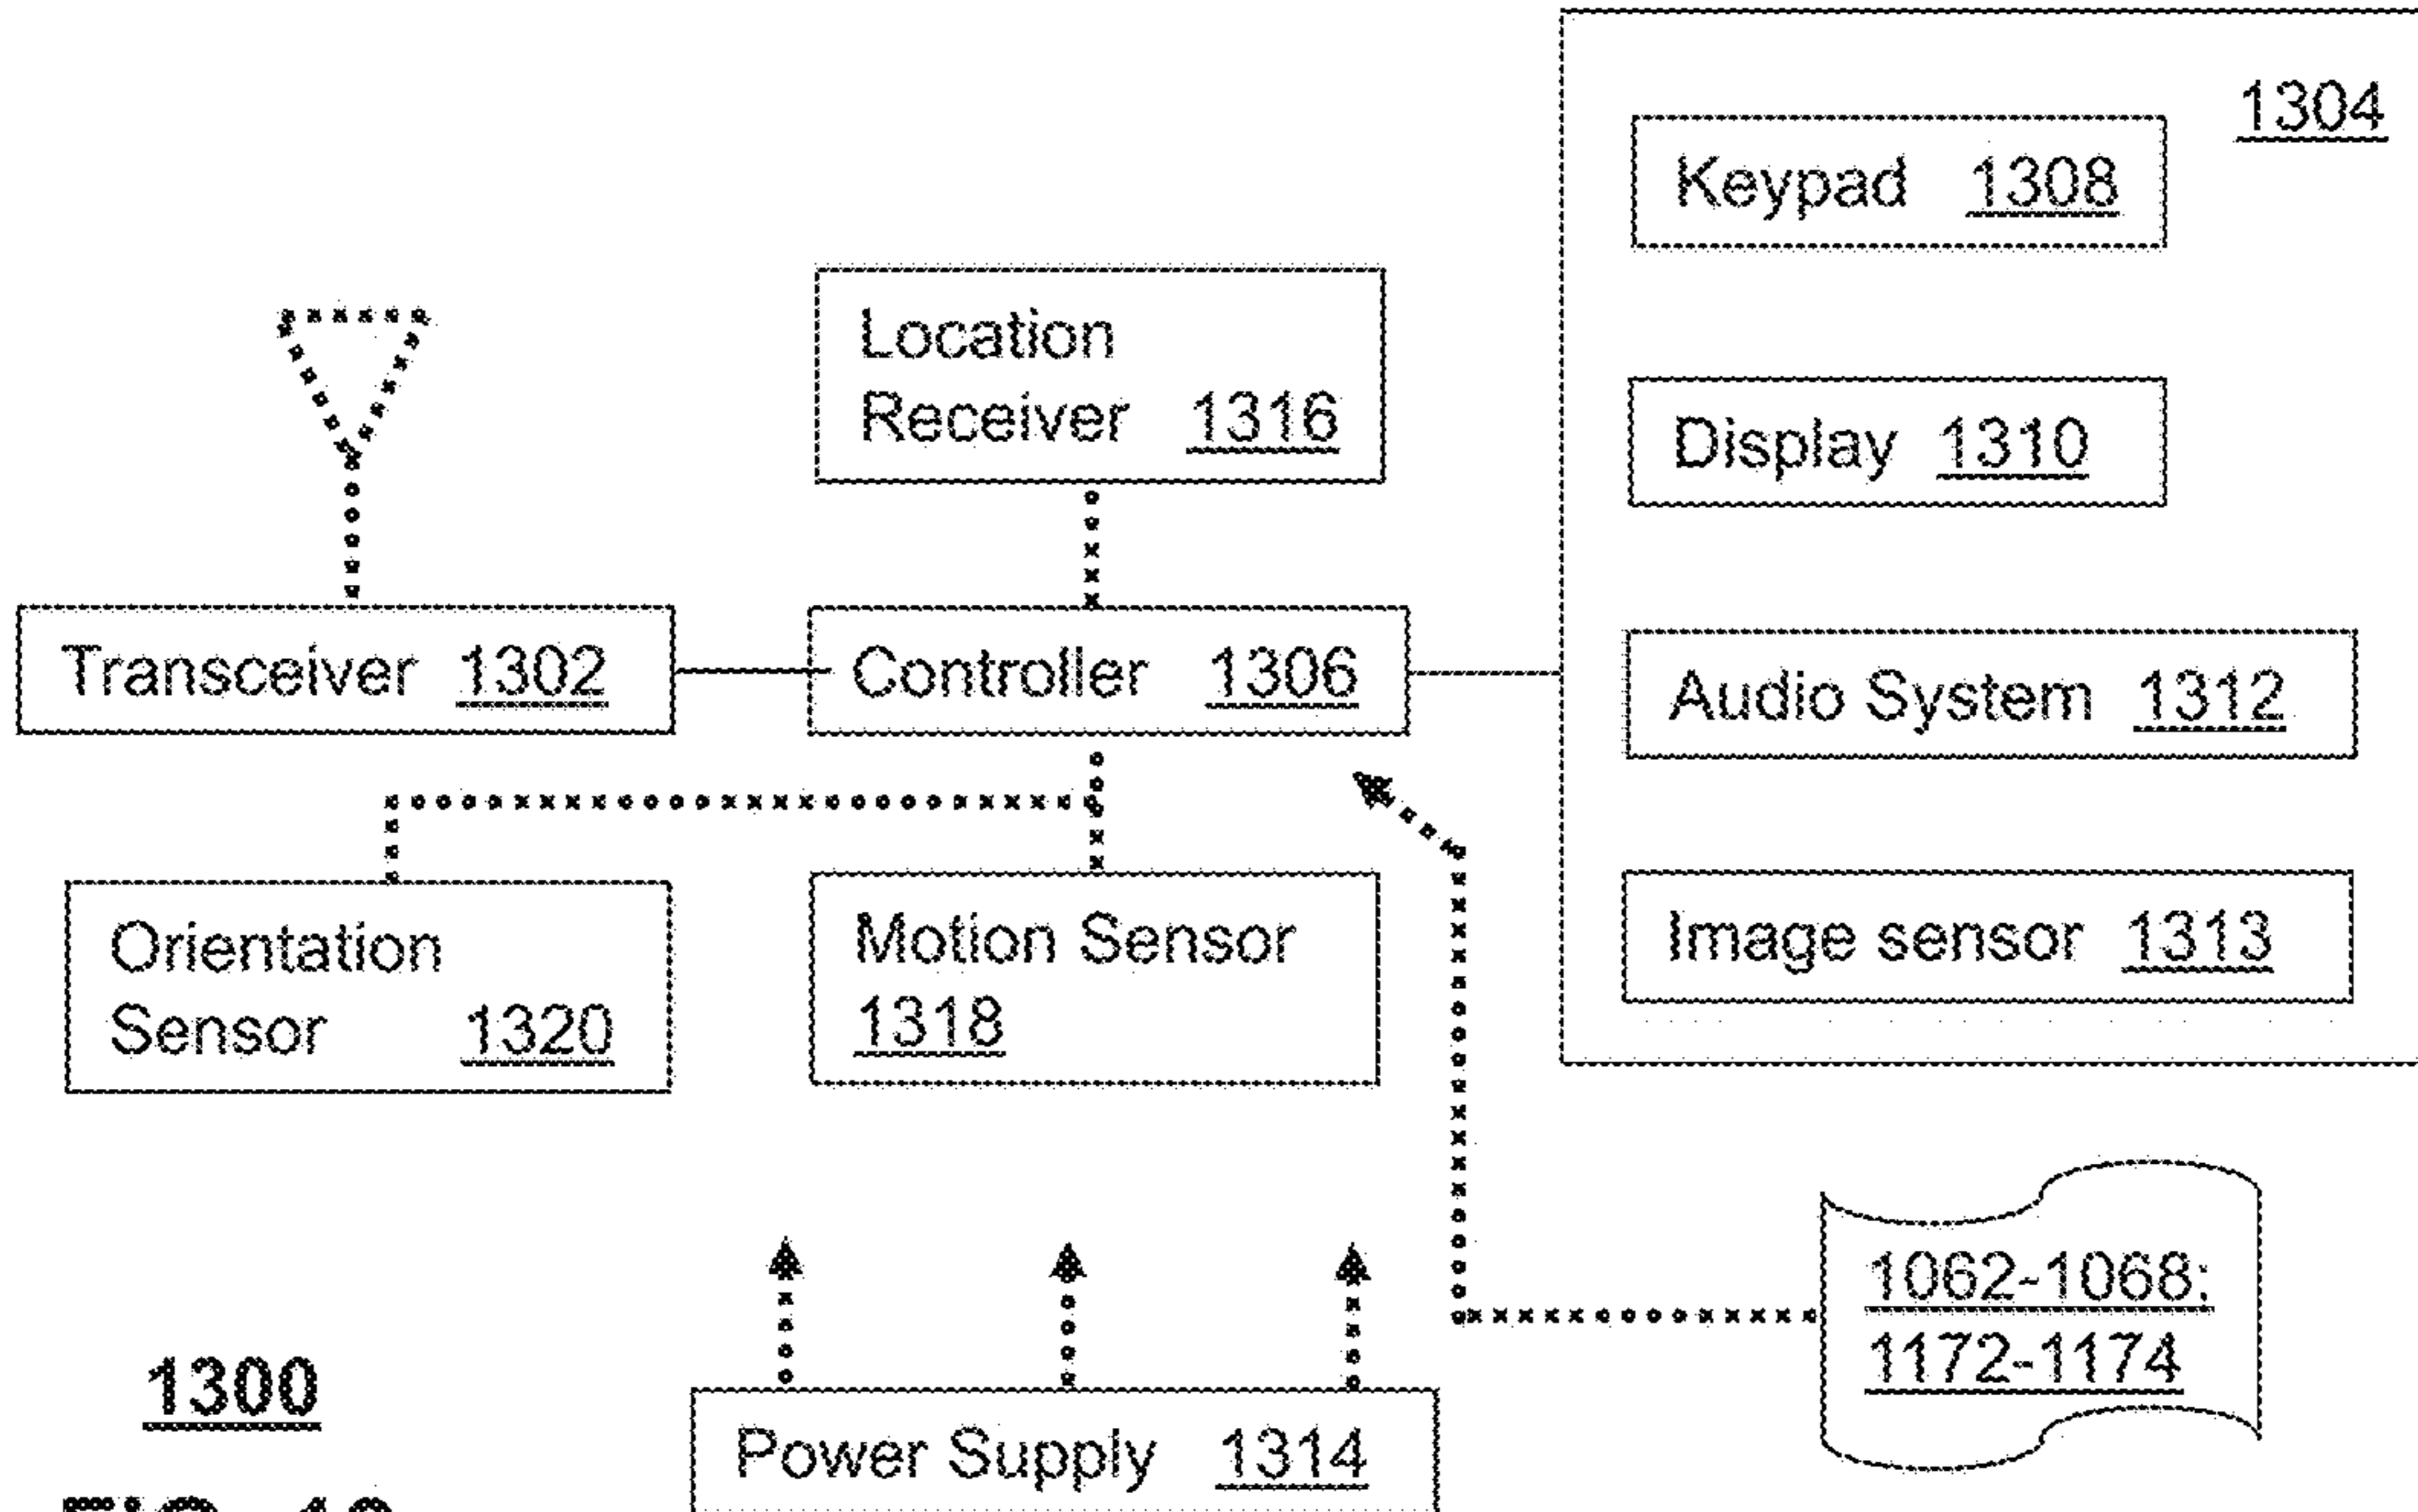 1304
Keypad 1308
Location
Receiver 1316
Display 1310
Transceiver 1302
Controller 1306
Audio System 1312
Orientation
Sensor 1320
Motion Sensor
1318
Image sensor 1313
1062-1068;
1172-1174
1300
Power Supply 1314